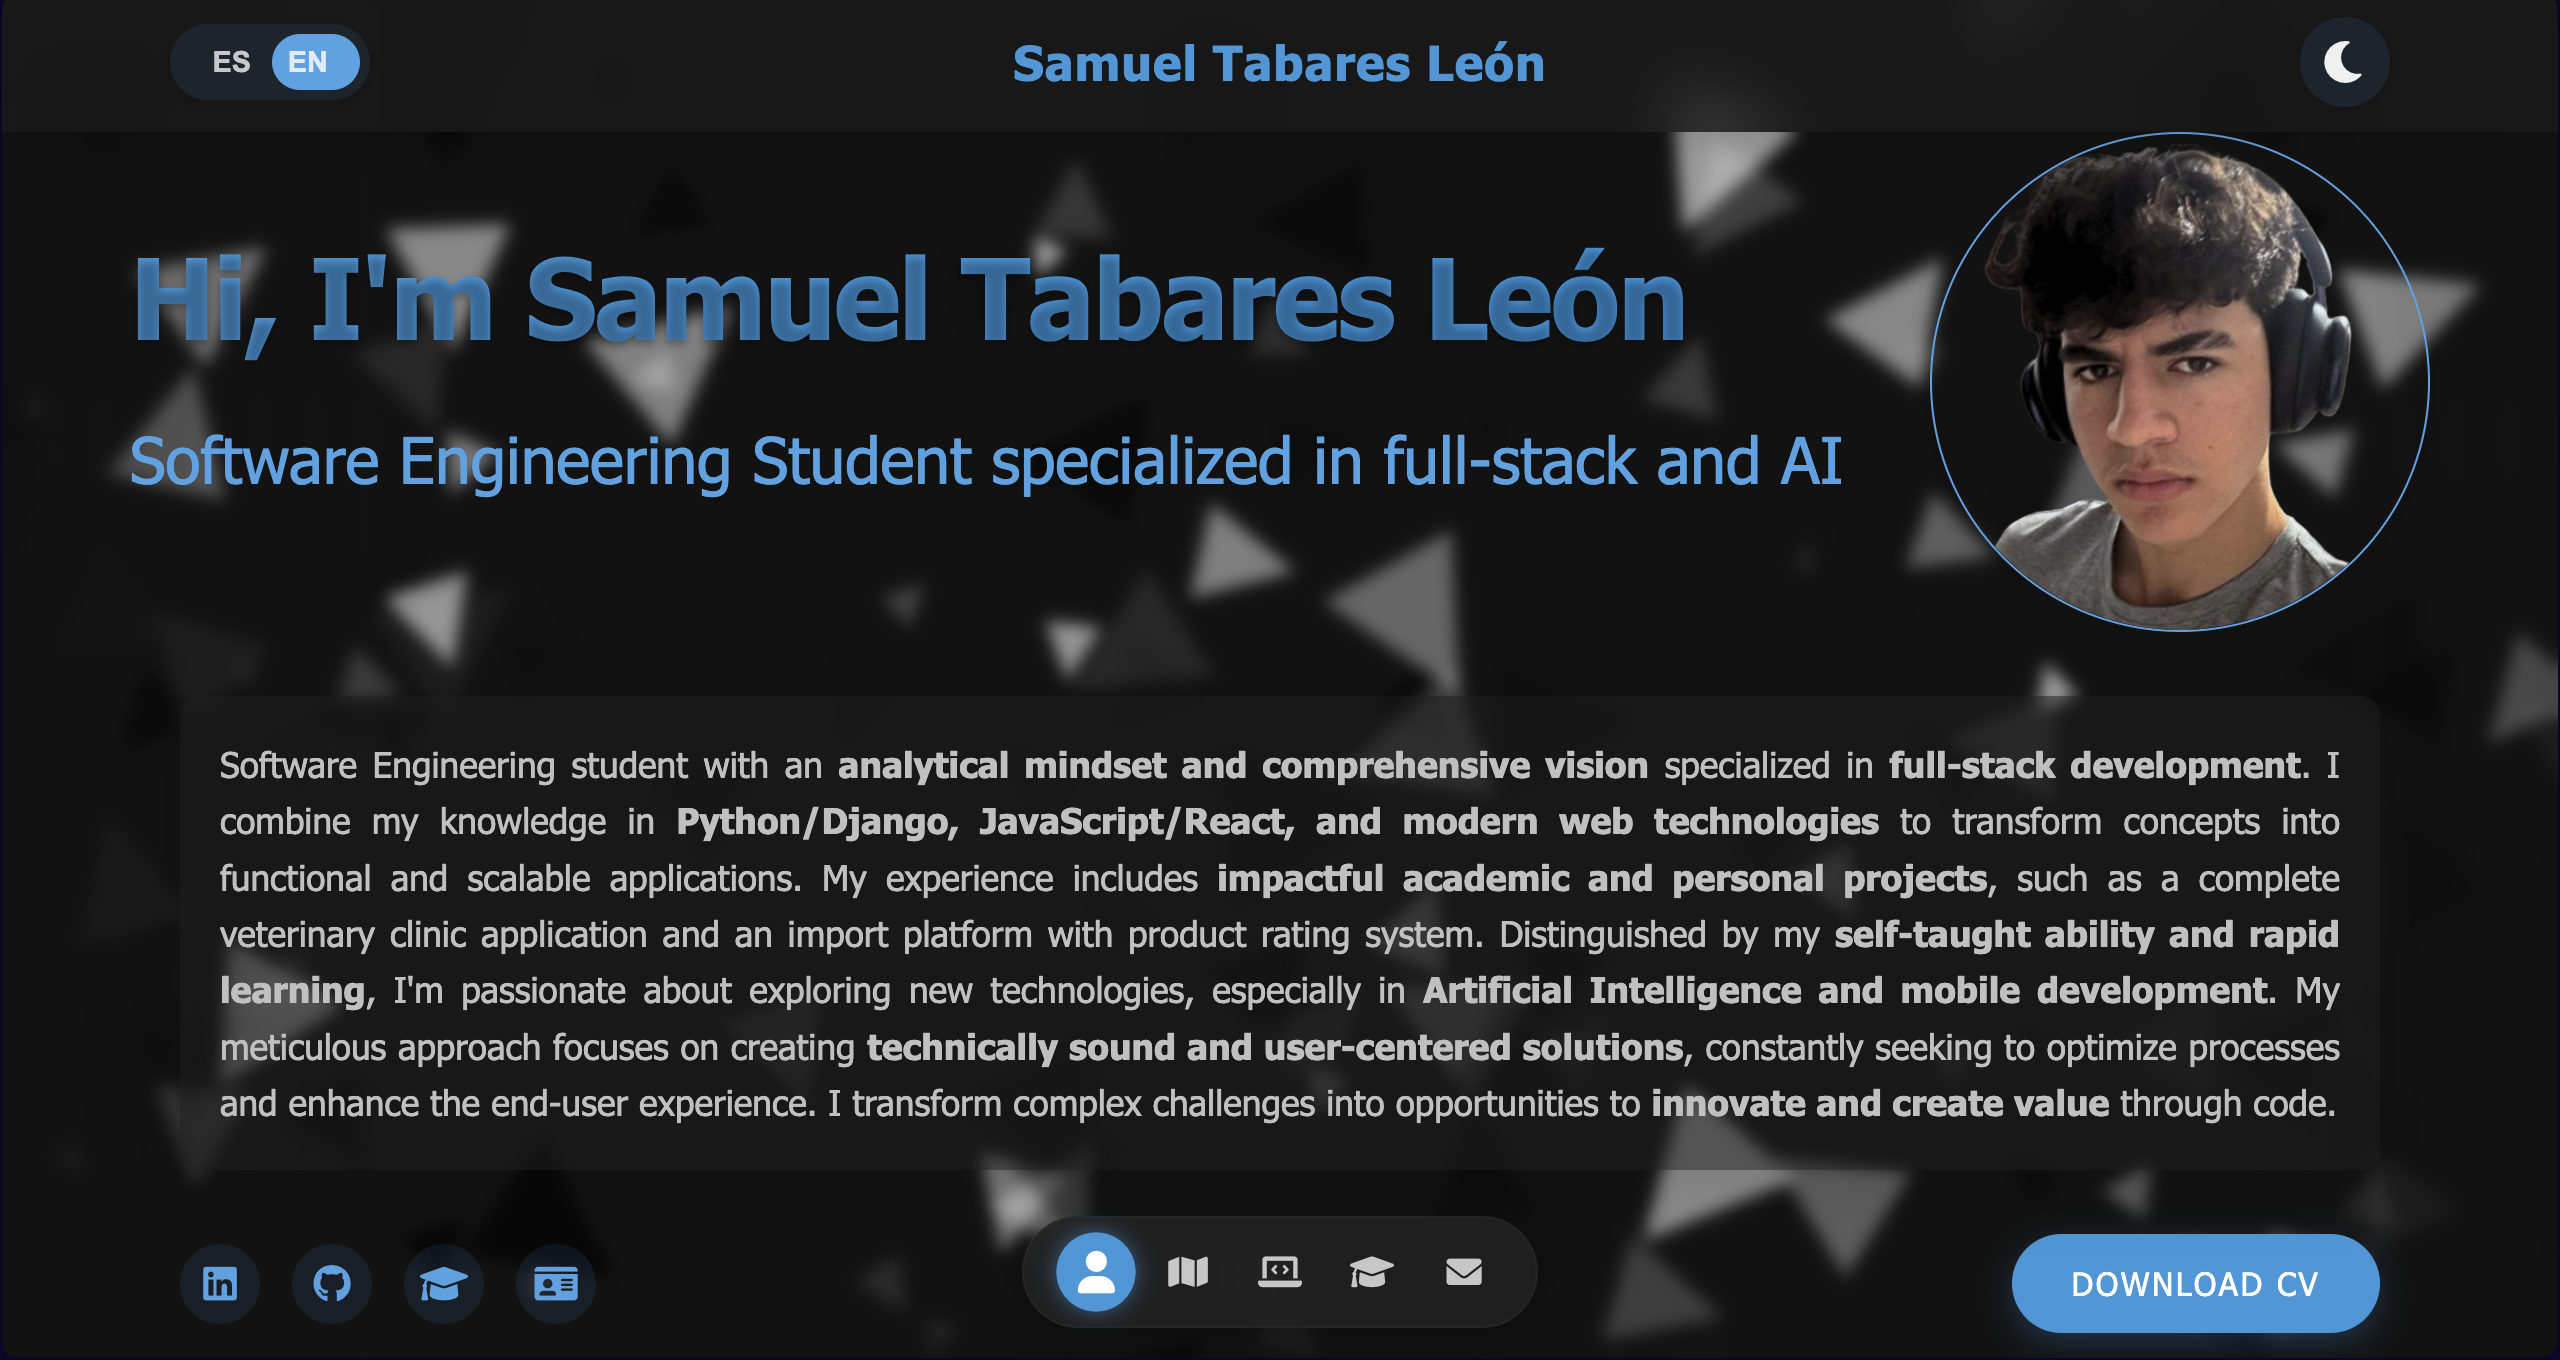 ES EN
Samuel Tabares León
Hi, I'm Samuel Tabares León
Software Engineering Student specialized in full-stack and AI
Software Engineering student with an analytical mindset and comprehensive vision specialized in full-stack development. I
combine my knowledge in Python/Django, JavaScript/React, and modern web technologies to transform concepts into
functional and scalable applications. My experience includes impactful academic and personal projects, such as a complete
veterinary clinic application and an import platform with product rating system. Distinguished by my self-taught ability and rapid
learning, I'm passionate about exploring new technologies, especially in Artificial Intelligence and mobile development. My
meticulous approach focuses on creating technically sound and user-centered solutions, constantly seeking to optimize processes
and enhance the end-user experience. I transform complex challenges into opportunities to innovate and create value through code.
in
DOWNLOAD CV